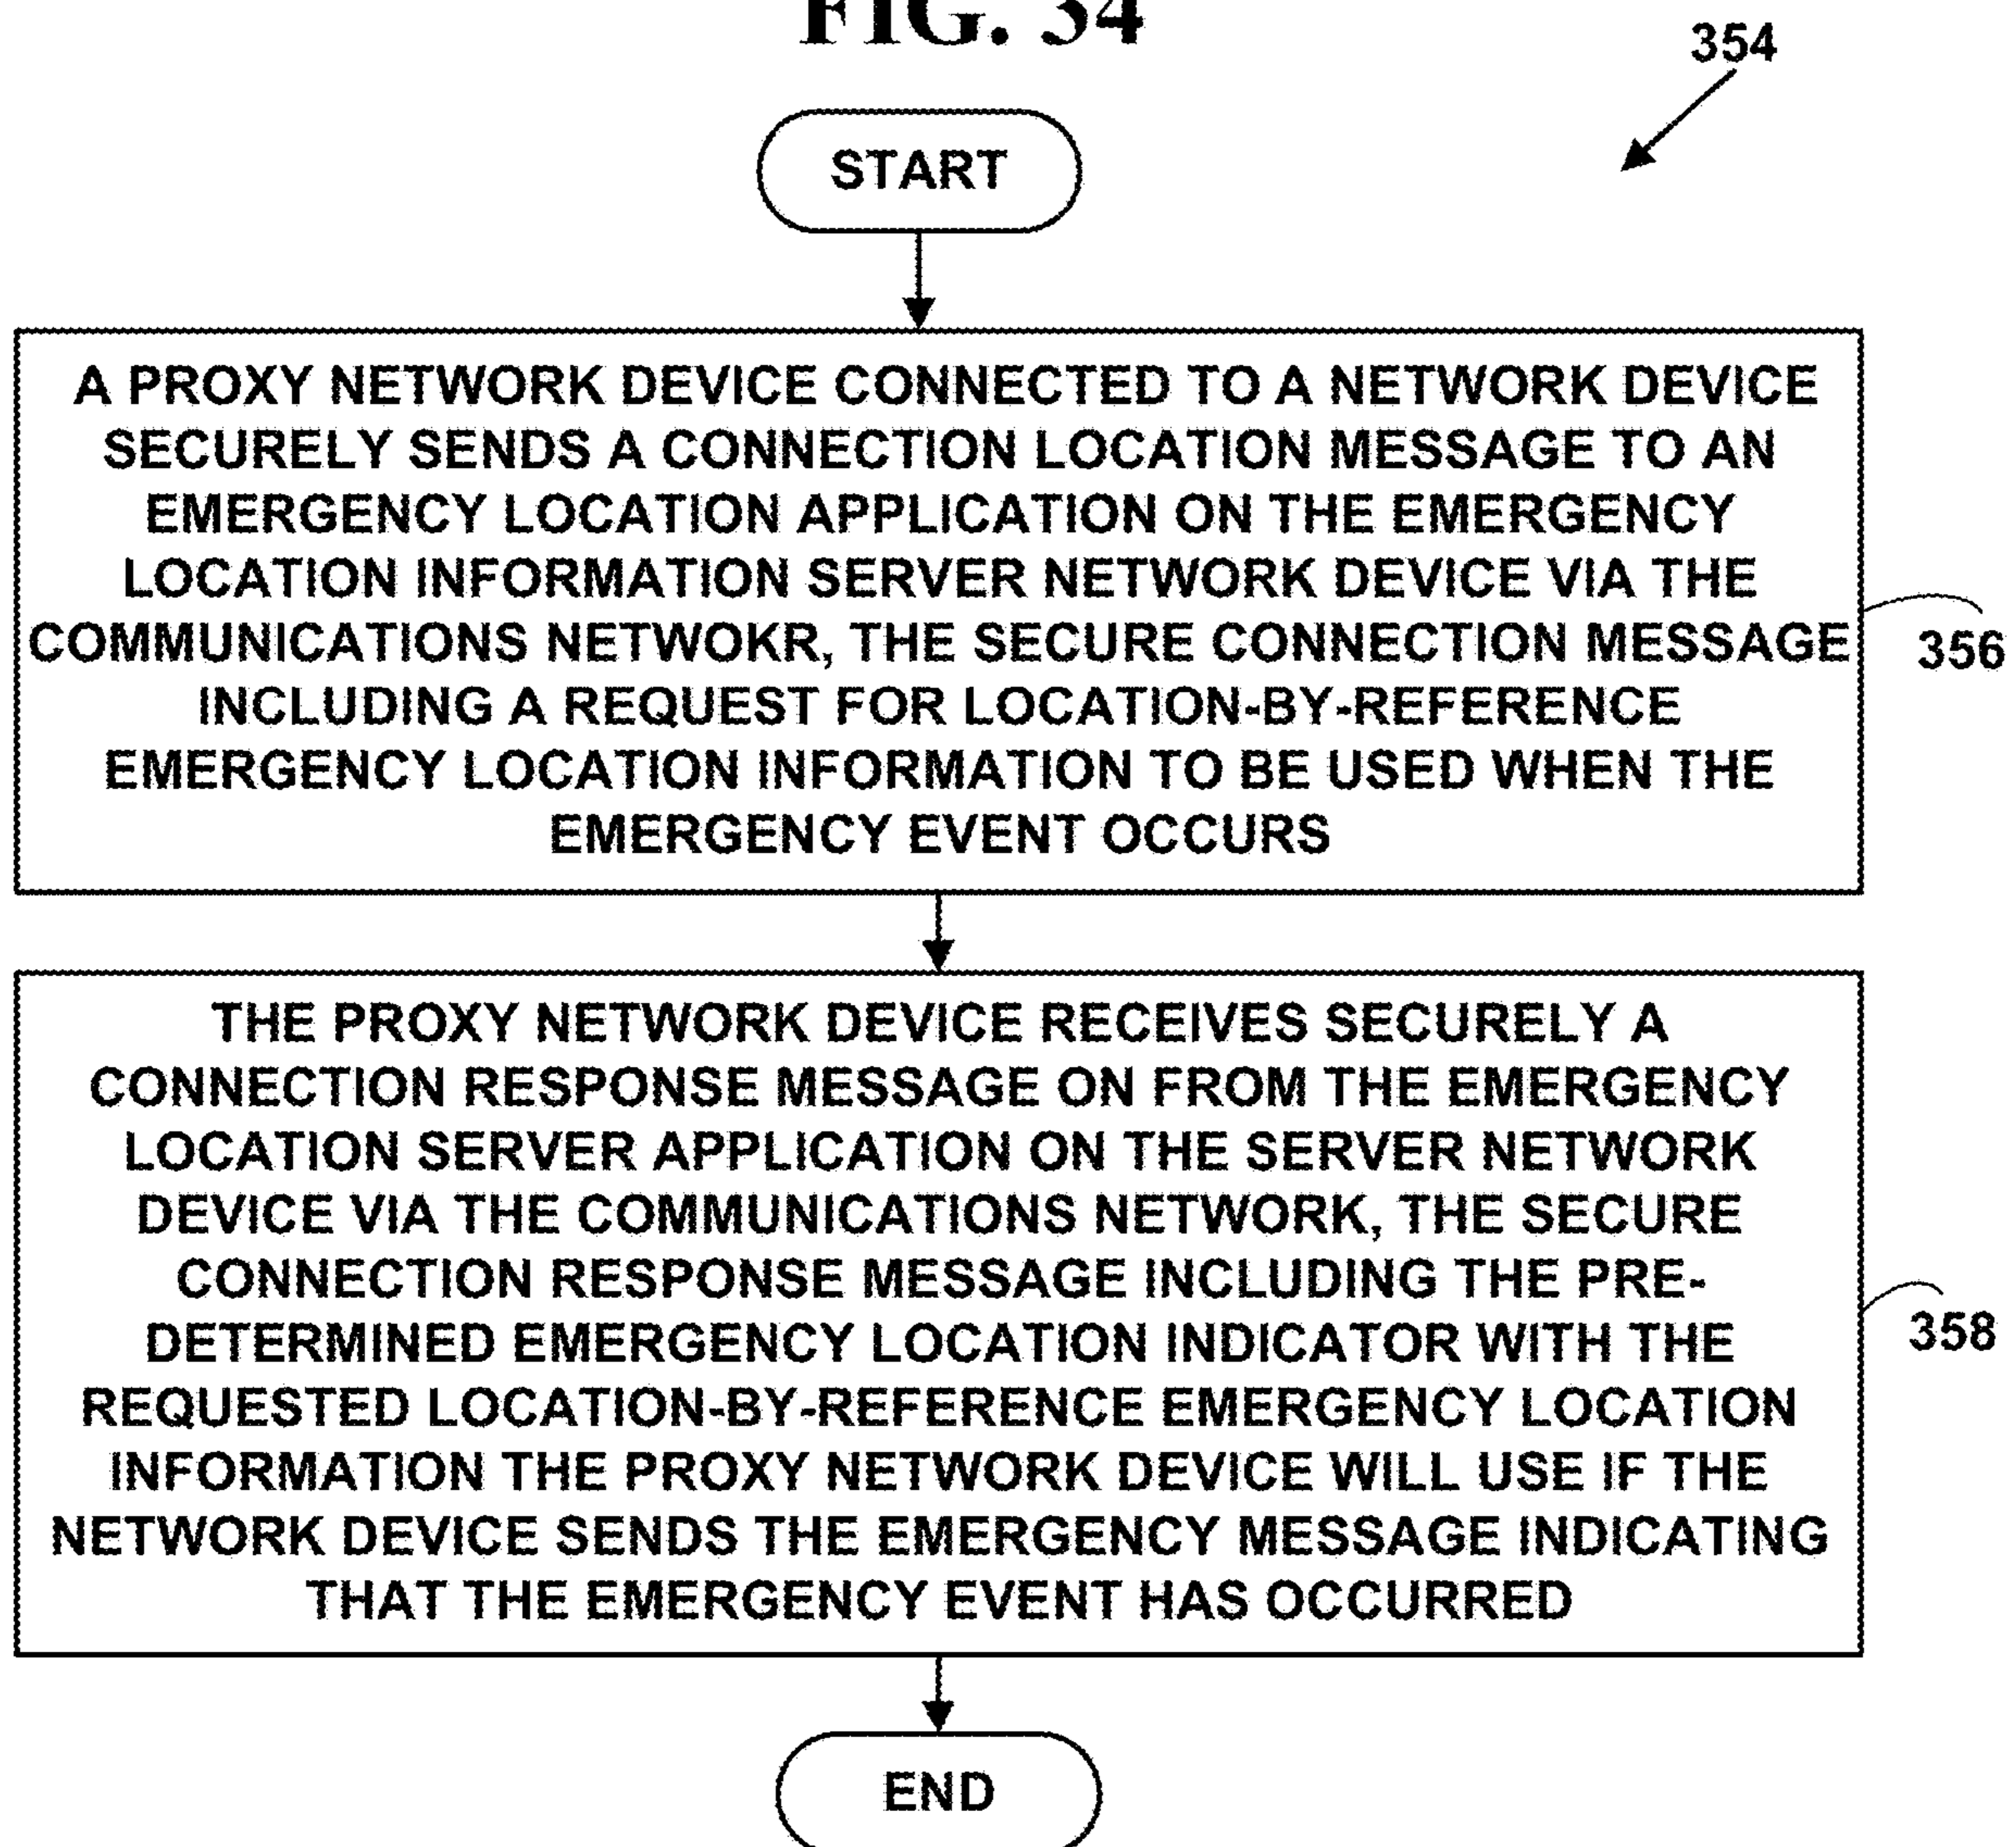 FIG. 34
354
START
A PROXY NETWORK DEVICE CONNECTED TO A NETWORK DEVICE
SECURELY SENDS A CONNECTION LOCATION MESSAGE TO AN
EMERGENCY LOCATION APPLICATION ON THE EMERGENCY
LOCATION INFORMATION SERVER NETWORK DEVICE VIA THE
COMMUNICATIONS NETWOKR, THE SECURE CONNECTION MESSAGE
INCLUDING A REQUEST FOR LOCATION-BY-REFERENCE
EMERGENCY LOCATION INFORMATION TO BE USED WHEN THE
EMERGENCY EVENT OCCURS
356
THE PROXY NETWORK DEVICE RECEIVES SECURELY A
CONNECTION RESPONSE MESSAGE ON FROM THE EMERGENCY
LOCATION SERVER APPLICATION ON THE SERVER NETWORK
DEVICE VIA THE COMMUNICATIONS NETWORK, THE SECURE
CONNECTION RESPONSE MESSAGE INCLUDING THE PRE-
DETERMINED EMERGENCY LOCATION INDICATOR WITH THE
REQUESTED LOCATION-BY-REFERENCE EMERGENCY LOCATION
INFORMATION THE PROXY NETWORK DEVICE WILL USE IF THE
NETWORK DEVICE SENDS THE EMERGENCY MESSAGE INDICATING
THAT THE EMERGENCY EVENT HAS OCCURRED
358
END